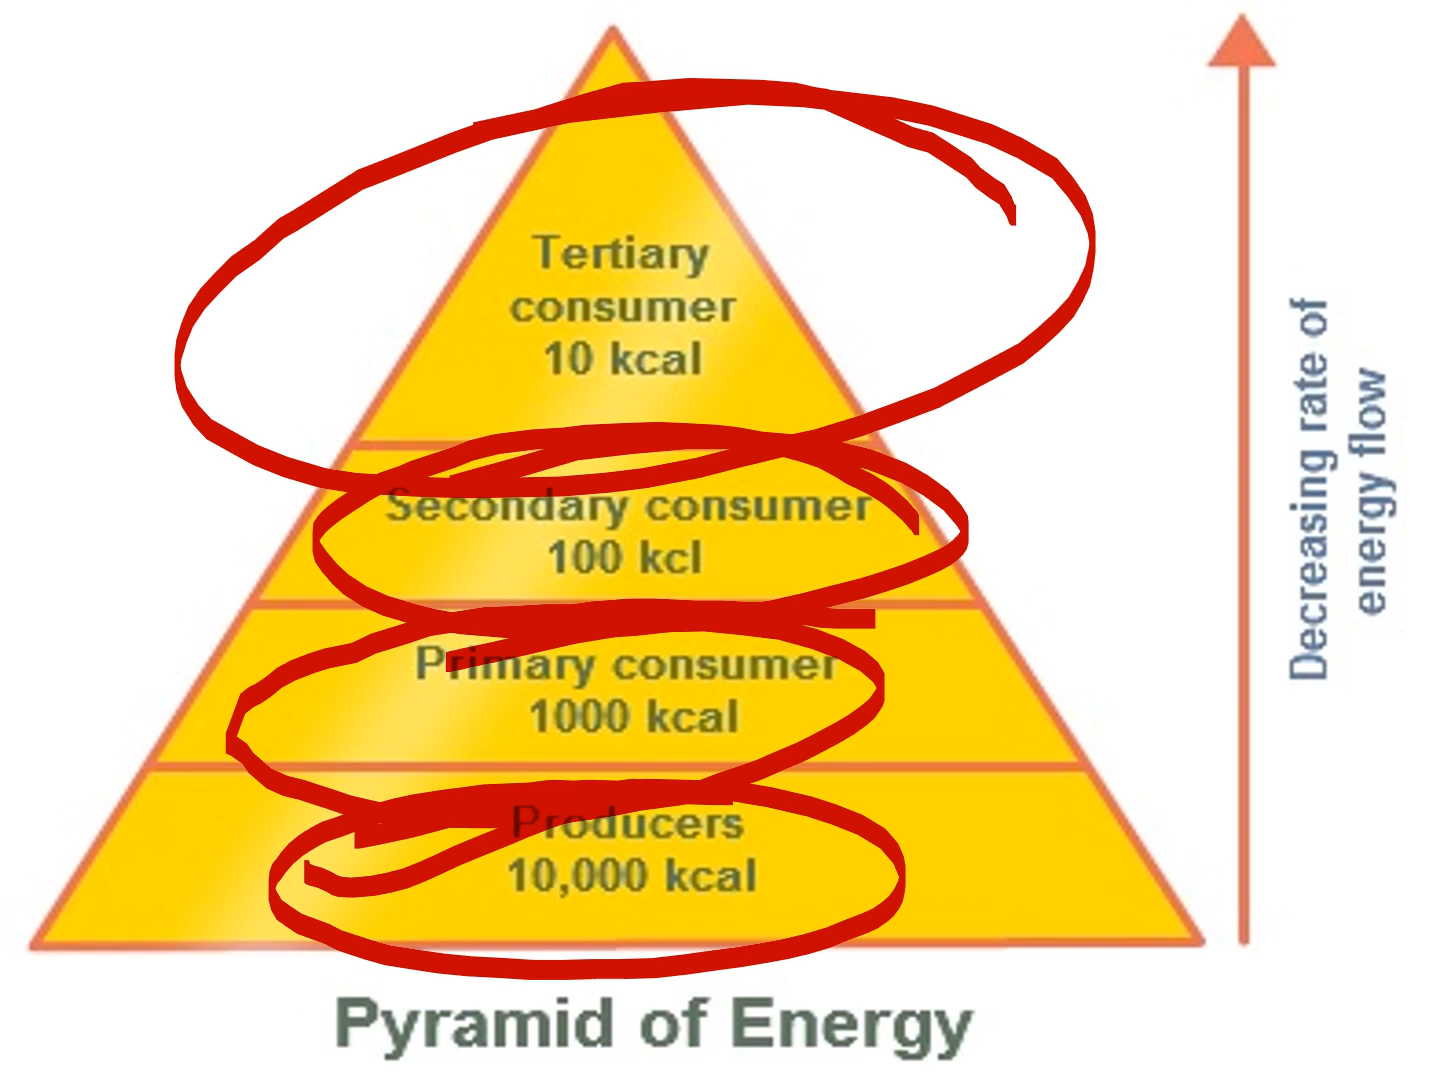 Tertiary
consumer
10 kcal
Secondary consumer
100 kcl
Primary consumer
1000 kcal
Producers
10,000 kcal
Decreasing rate of
energy flow
Pyramid of Energy